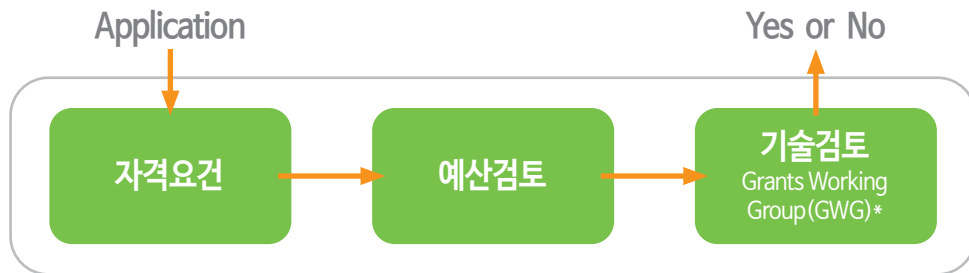 Application
Yes or No
자격요건
예산검토
기술검토
Grants Working
Group(GWG)*